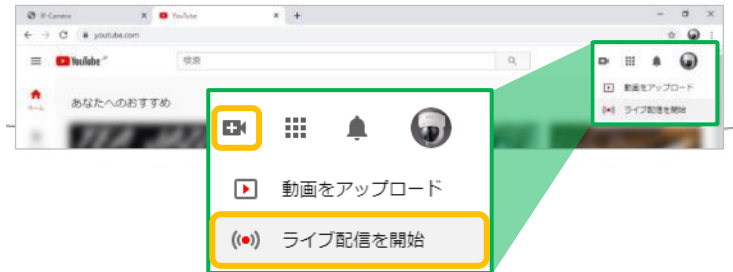 IP Camera
YouTube
youtube.com
YouTube JP
検索
ホーム
あなたへのおすすめ
動画をアップロード
ライブ配信を開始
動画をアップロード
ライブ配信を開始